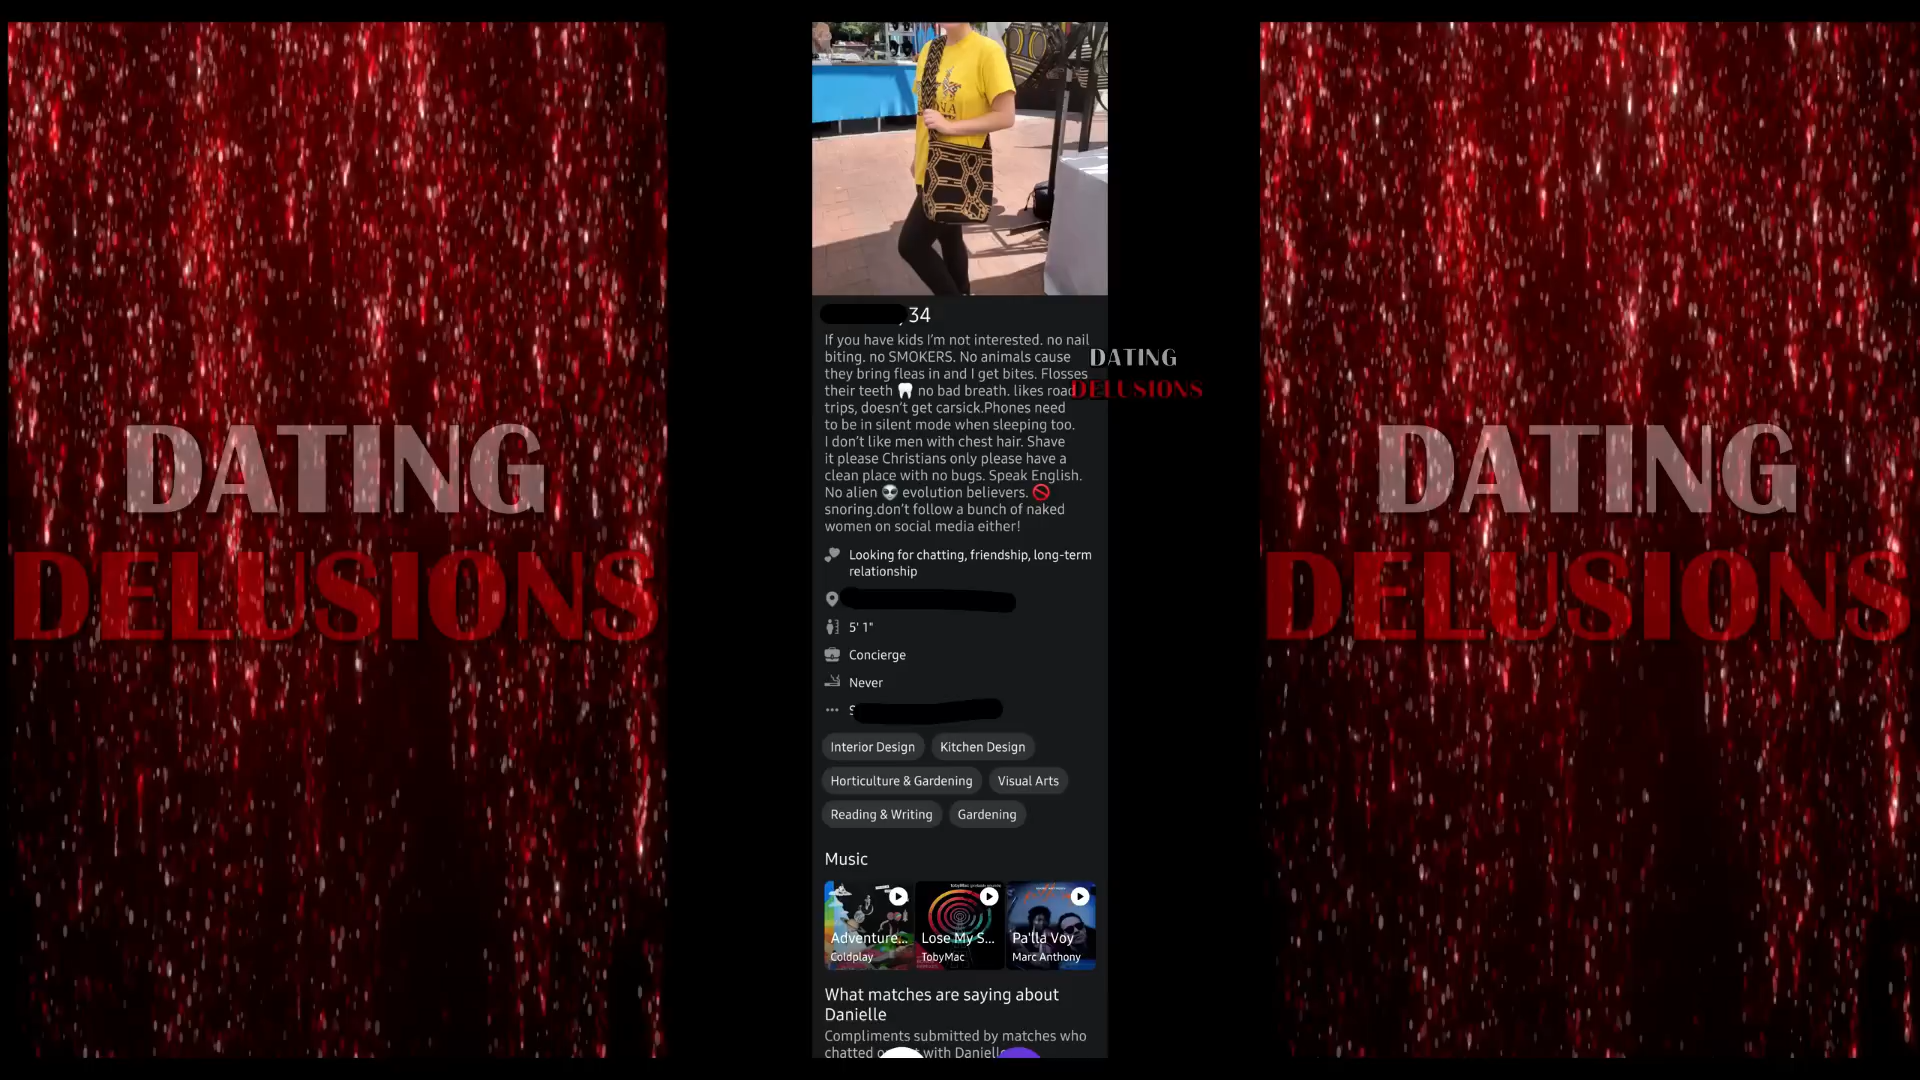 NA
34
If you have kids I'm not interested. no nail
biting. no SMOKERS. No animals cause
they bring fleas in and I get bites. Flosses
their teeth 🦷 no bad breath. likes road
trips, doesn't get carsick.Phones need
to be in silent mode when sleeping too.
I don't like men with chest hair. Shave
it please Christians only please have a
clean place with no bugs. Speak English.
No alien 👽 evolution believers. 🚫
snoring.don't follow a bunch of naked
women on social media either!
Looking for chatting, friendship, long-term
relationship
5' 1"
Concierge
Never
S
Interior Design
Kitchen Design
Horticulture & Gardening
Visual Arts
Reading & Writing
Gardening
Music
Adventure...
Coldplay
Lose My S...
TobyMac
Pa'lla Voy
Marc Anthony
What matches are saying about
Danielle
Compliments submitted by matches who
chatted with Danielle
DATING
DELUSIONS
DATING
DELUSIONS
DATING
DELUSIONS